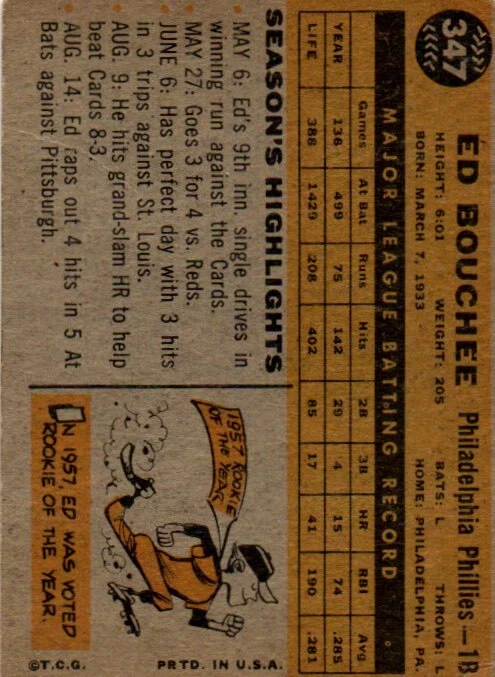 347
ED BOUCHEE Philadelphia Phillies—1B
HEIGHT: 6:01 WEIGHT: 205 BATS: L THROWS: L
BORN: MARCH 7, 1933 HOME: PHILADELPHIA, PA.
MAJOR LEAGUE BATTING RECORD
Games At Bat Runs Hits 2B 3B HR RBI Avg
YEAR 136 499 75 142 29 4 15 74 .285
LIFE 388 1429 208 402 85 17 41 190 .281
SEASON'S HIGHLIGHTS
• MAY 6: Ed's 9th inn. single drives in
winning run against the Cards.
• MAY 27: Goes 3 for 4 vs. Reds.
• JUNE 6: Has perfect day with 3 hits
in 3 trips against St. Louis.
• AUG. 9: He hits grand-slam HR to help
beat Cards 8-3.
• AUG. 14: Ed raps out 4 hits in 5 At
Bats against Pittsburgh.
1957 ROOKIE
OF THE YEAR
IN 1957, ED WAS VOTED
ROOKIE OF THE YEAR.
©T.C.G. PRTD. IN U.S.A.